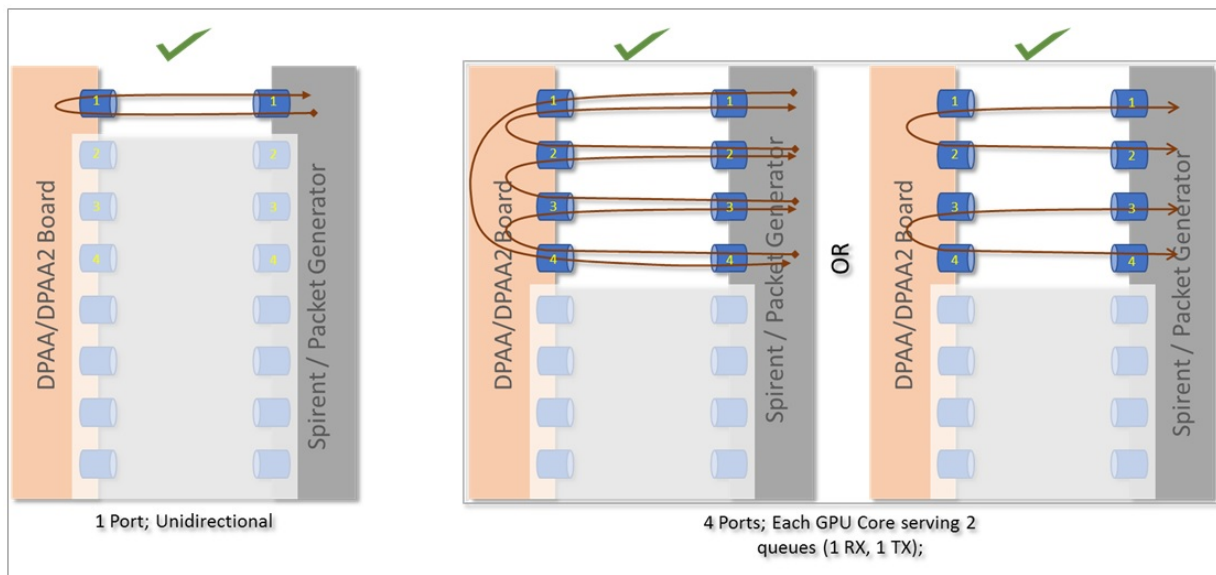 1
1
2
2
3
3
4
4
DPAA/DPAA2 Board
Spirent / Packet Generator
1 Port; Unidirectional
1
1
2
2
3
3
4
4
DPAA/DPAA2 Board
Spirent / Packet Generator
OR
1
1
2
2
3
3
4
4
DPAA/DPAA2 Board
Spirent / Packet Generator
4 Ports; Each GPU Core serving 2
queues (1 RX, 1 TX);